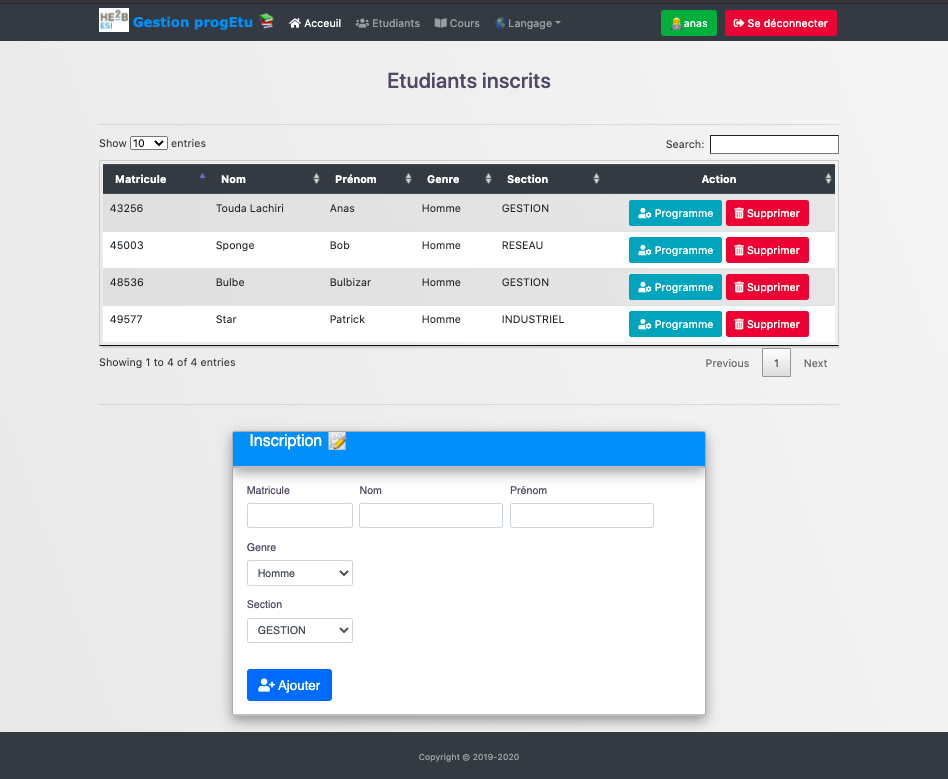 HE2B ESI Gestion progEtu Acceuil Etudiants Cours Langage anas Se déconnecter
Etudiants inscrits
Show 10 entries Search:
Matricule Nom Prénom Genre Section Action
43256 Touda Lachiri Anas Homme GESTION Programme Supprimer
45003 Sponge Bob Homme RESEAU Programme Supprimer
48536 Bulbe Bulbizar Homme GESTION Programme Supprimer
49577 Star Patrick Homme INDUSTRIEL Programme Supprimer
Showing 1 to 4 of 4 entries Previous 1 Next
Inscription
Matricule Nom Prénom
Genre
Homme
Section
GESTION
Ajouter
Copyright © 2019-2020